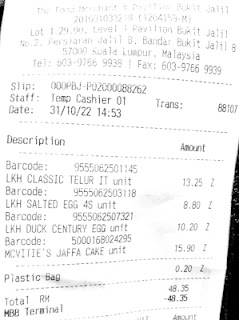 The Food Merchant's Pavilion Bukit Jalil
Lot 1.29.00, Level 1 Pavilion Bukit Jalil
No.2, Persiaran Jalil 8, Bandar Bukit Jalil
57000 Kuala Lumpur, Malaysia
Tel: 603-9766 9938 | Fax: 603-9766 9939
Slip: 000PBJ-P02000088262
Staff: Temp Cashier 01 Trans: 88107
Date: 31/10/22 14:53
Description Amount
Barcode: 9555062501145
LKH CLASSIC TELUR IT unit 13.25 Z
Barcode: 9555062503118
LKH SALTED EGG 4S unit 8.80 Z
Barcode: 9555062507321
LKH DUCK CENTURY EGG unit 10.20 Z
Barcode: 5000168024295
MCVITIE'S JAFFA CAKE unit 15.90 Z
Plastic Bag 0.20 Z
Total RM 48.35
MBB Terminal -48.35
Amount